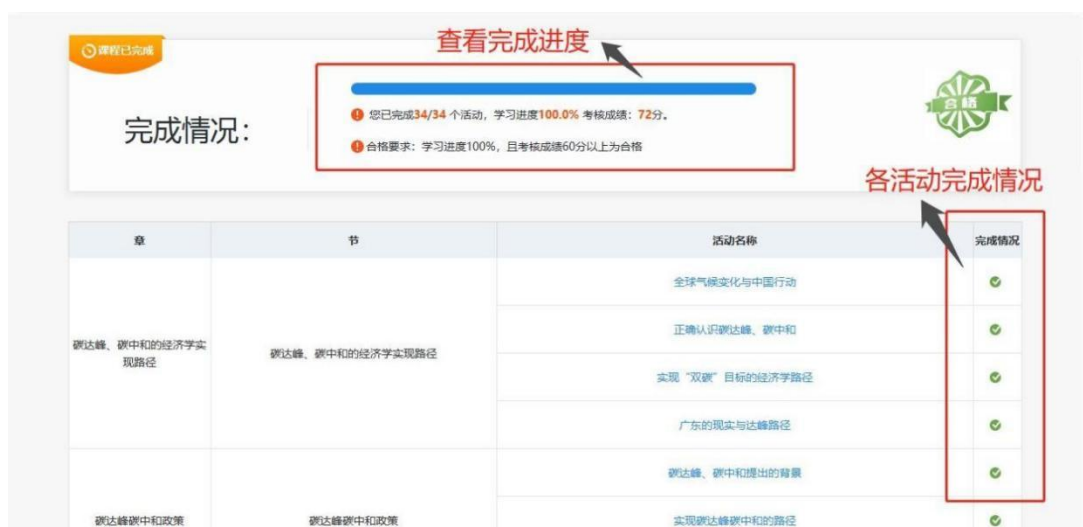 课程已完成
查看完成进度
完成情况：
您已完成34/34 个活动，学习进度100.0% 考核成绩：72分。
合格要求：学习进度100%，且考核成绩60分以上为合格
合格
各活动完成情况
章 节 活动名称 完成情况
全球气候变化与中国行动
正确认识碳达峰、碳中和
碳达峰、碳中和的经济学实
现路径
碳达峰、碳中和的经济学实现路径
实现“双碳”目标的经济学路径
广东的现实与达峰路径
碳达峰、碳中和提出的背景
碳达峰碳中和政策 碳达峰碳中和政策 实现碳达峰碳中和的路径